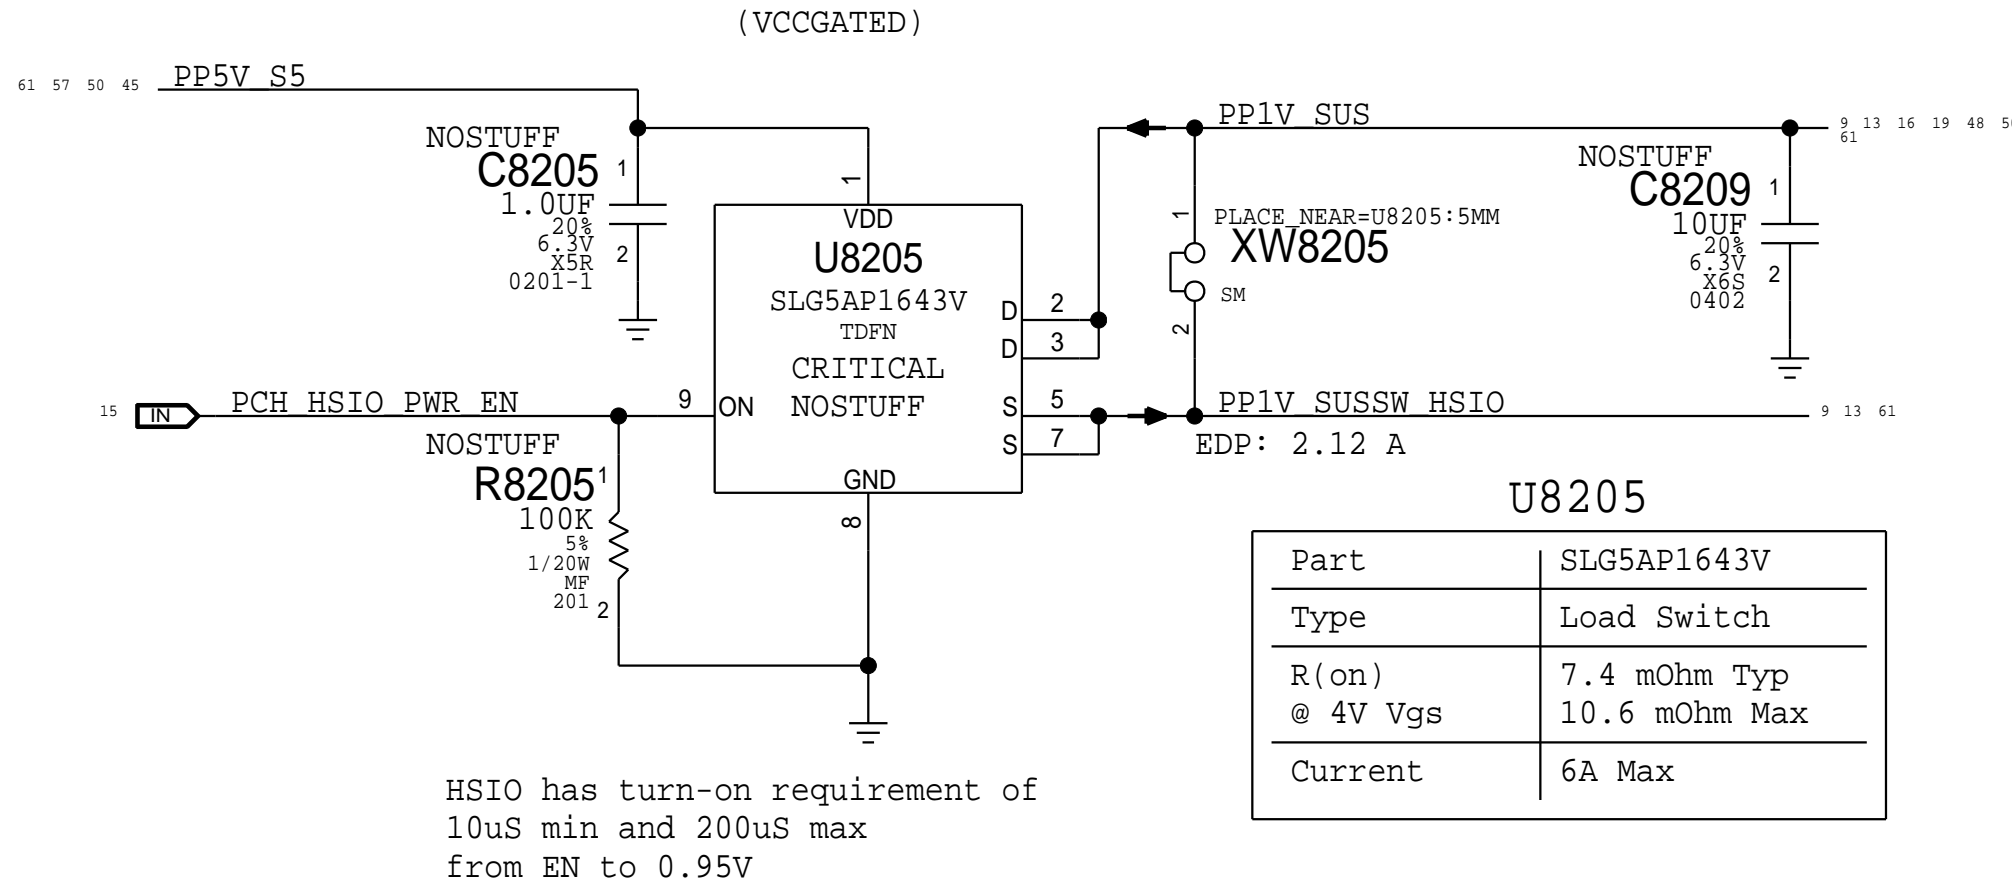 (VCCGATED)
61 57 50 45
PP5V_S5
NOSTUFF
C8205
1.0UF
20%
6.3V
X5R
0201-1
1
2
1
VDD
U8205
SLG5AP1643V
TDFN
CRITICAL
NOSTUFF
D 2
D 3
S 5
S 7
9 ON
GND
8
PP1V_SUS
9 13 16 19 48
61
PLACE_NEAR=U8205:5MM
XW8205
SM
1
2
NOSTUFF
C8209
10UF
20%
6.3V
X6S
0402
1
2
15 IN PCH_HSIO_PWR_EN
NOSTUFF
R8205
100K
5%
1/20W
MF
201
1
2
PP1V_SUSSW_HSIO
9 13 61
EDP: 2.12 A
U8205
Part SLG5AP1643V
Type Load Switch
R(on) 7.4 mOhm Typ
@ 4V Vgs 10.6 mOhm Max
Current 6A Max
HSIO has turn-on requirement of
10uS min and 200uS max
from EN to 0.95V